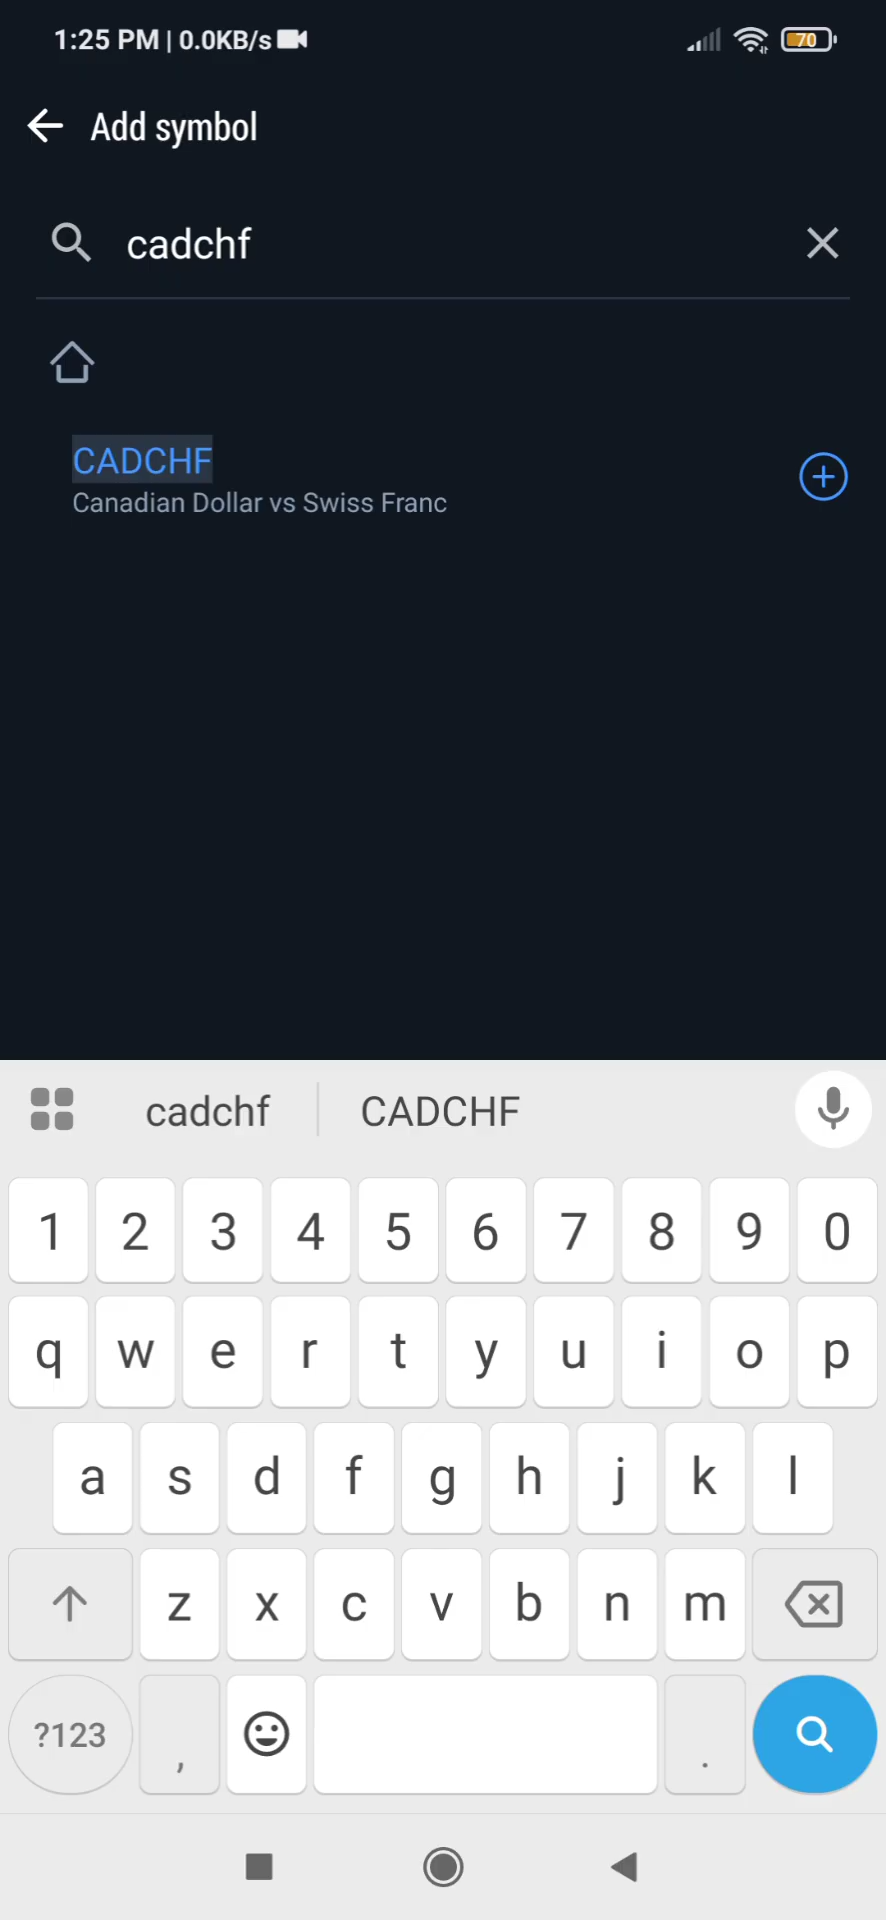 1:25 PM | 0.0KB/s
70
Add symbol
cadchf
CADCHF
Canadian Dollar vs Swiss Franc
cadchf CADCHF
1 2 3 4 5 6 7 8 9 0
q w e r t y u i o p
a s d f g h j k l
z x c v b n m
?123 , .